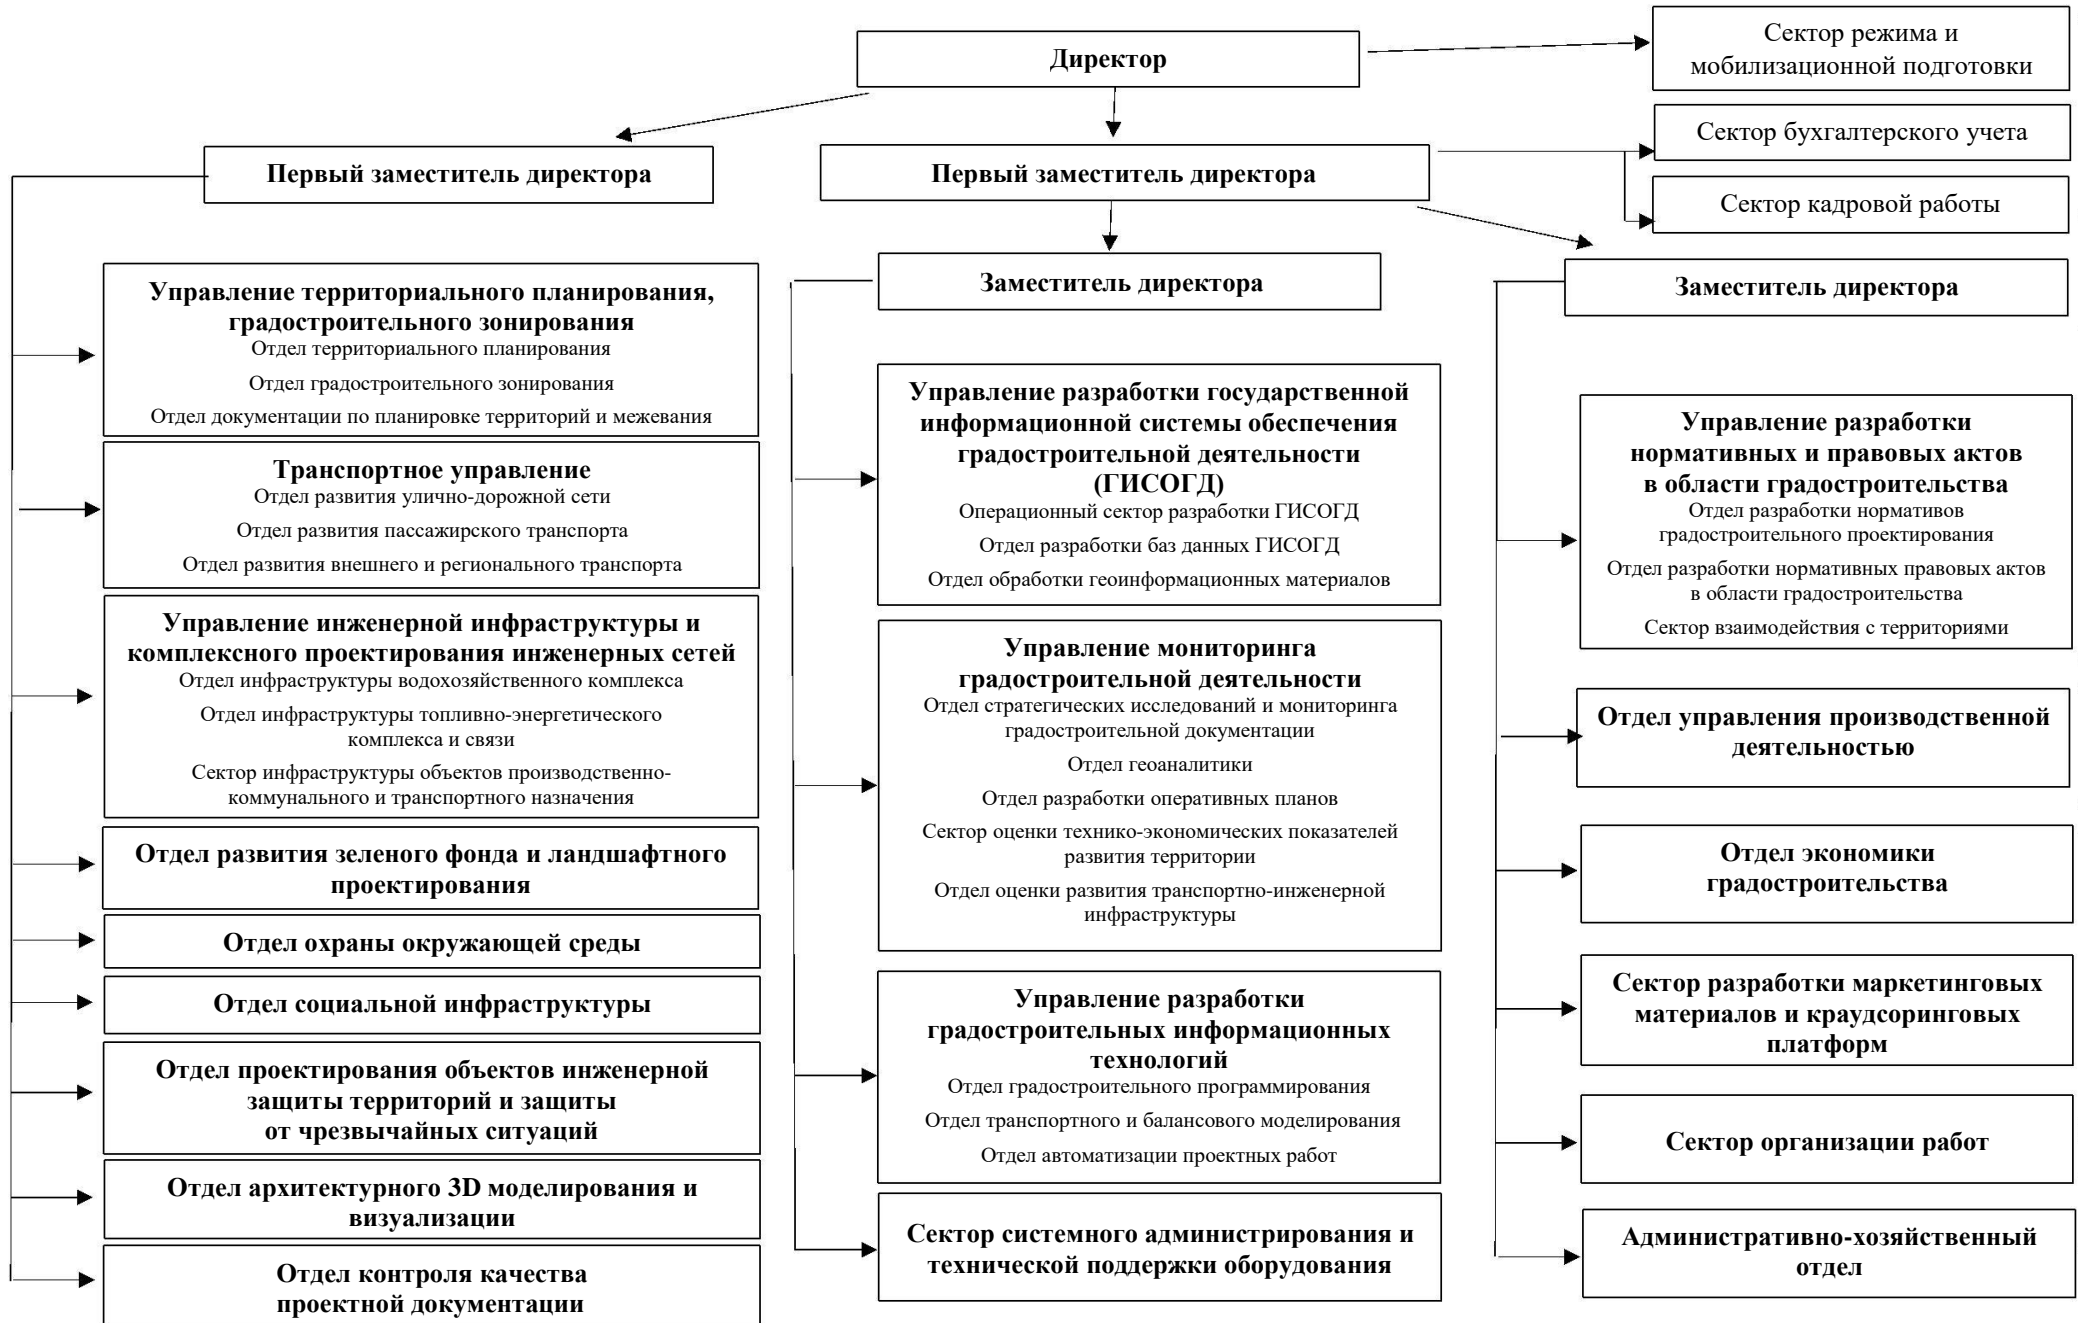 Директор
Сектор режима и
мобилизационной подготовки
Сектор бухгалтерского учета
Сектор кадровой работы
Первый заместитель директора
Первый заместитель директора
Заместитель директора
Заместитель директора
Управление территориального планирования,
градостроительного зонирования
Отдел территориального планирования
Отдел градостроительного зонирования
Отдел документации по планировке территорий и межевания
Транспортное управление
Отдел развития улично-дорожной сети
Отдел развития пассажирского транспорта
Отдел развития внешнего и регионального транспорта
Управление инженерной инфраструктуры и
комплексного проектирования инженерных сетей
Отдел инфраструктуры водохозяйственного комплекса
Отдел инфраструктуры топливно-энергетического
комплекса и связи
Сектор инфраструктуры объектов производственно-
коммунального и транспортного назначения
Отдел развития зеленого фонда и ландшафтного
проектирования
Отдел охраны окружающей среды
Отдел социальной инфраструктуры
Отдел проектирования объектов инженерной
защиты территорий и защиты
от чрезвычайных ситуаций
Отдел архитектурного 3D моделирования и
визуализации
Отдел контроля качества
проектной документации
Управление разработки государственной
информационной системы обеспечения
градостроительной деятельности
(ГИСОГД)
Операционный сектор разработки ГИСОГД
Отдел разработки баз данных ГИСОГД
Отдел обработки геоинформационных материалов
Управление мониторинга
градостроительной деятельности
Отдел стратегических исследований и мониторинга
градостроительной документации
Отдел геоаналитики
Отдел разработки оперативных планов
Сектор оценки технико-экономических показателей
развития территории
Отдел оценки развития транспортно-инженерной
инфраструктуры
Управление разработки
градостроительных информационных
технологий
Отдел градостроительного программирования
Отдел транспортного и балансового моделирования
Отдел автоматизации проектных работ
Сектор системного администрирования и
технической поддержки оборудования
Управление разработки
нормативных и правовых актов
в области градостроительства
Отдел разработки нормативов
градостроительного проектирования
Отдел разработки нормативных правовых актов
в области градостроительства
Сектор взаимодействия с территориями
Отдел управления производственной
деятельностью
Отдел экономики
градостроительства
Сектор разработки маркетинговых
материалов и краудсоринговых
платформ
Сектор организации работ
Административно-хозяйственный
отдел